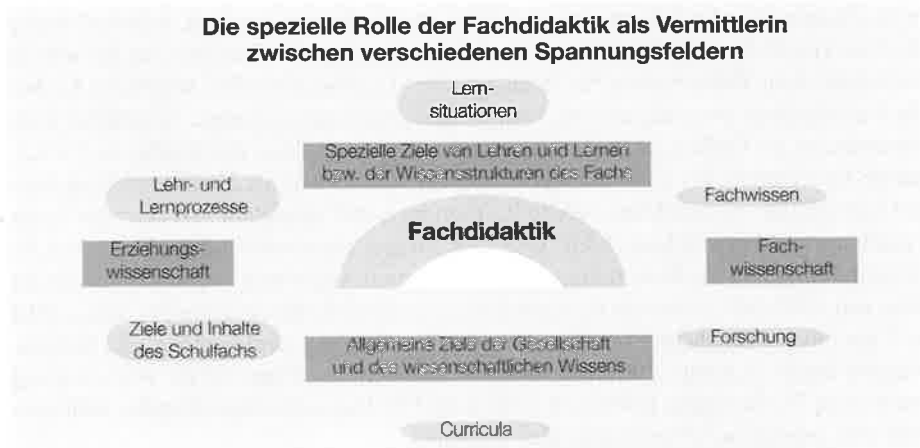 Die spezielle Rolle der Fachdidaktik als Vermittlerin
zwischen verschiedenen Spannungsfeldern
Lern-
situationen
Spezielle Ziele von Lehren und Lernen
bzw. der Wissensstrukturen des Fachs
Lehr- und
Lernprozesse
Fachwissen
Fachdidaktik
Erziehungs-
wissenschaft
Fach-
wissenschaft
Ziele und Inhalte
des Schulfachs
Forschung
Allgemeine Ziele der Gesellschaft
und des wissenschaftlichen Wissens
Curricula